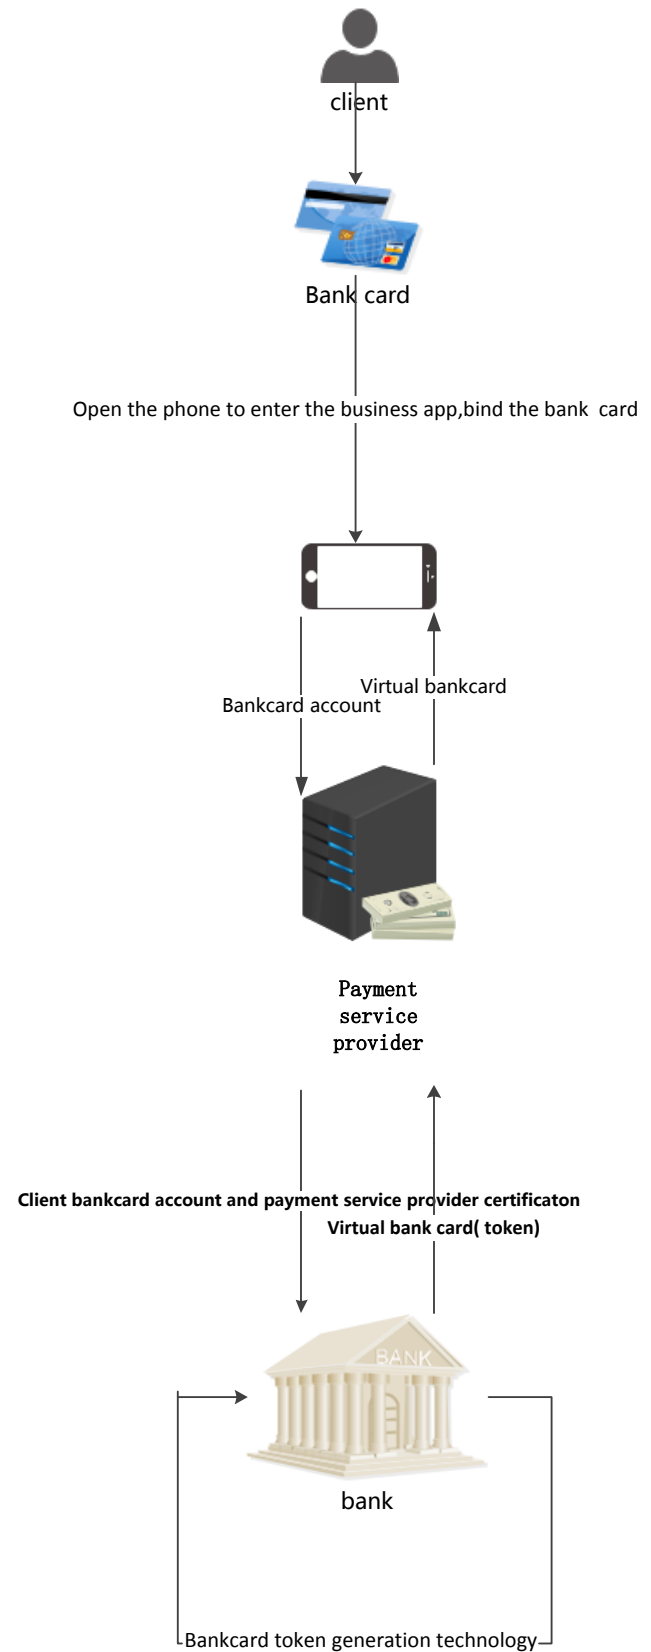 client
Bank card
Open the phone to enter the business app,bind the bank card
Virtual bankcard
Bankcard account
Payment
service
provider
Client bankcard account and payment service provider certificaton
Virtual bank card( token)
BANK
bank
Bankcard token generation technology